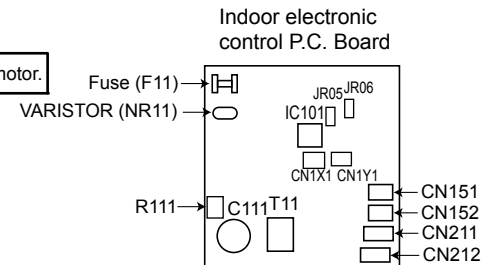 Indoor electronic
control P.C. Board
motor.
Fuse (F11)
VARISTOR (NR11)
JR05 JR06
IC101
CN1X1 CN1Y1
R111
C111 T11
CN151
CN152
CN211
CN212